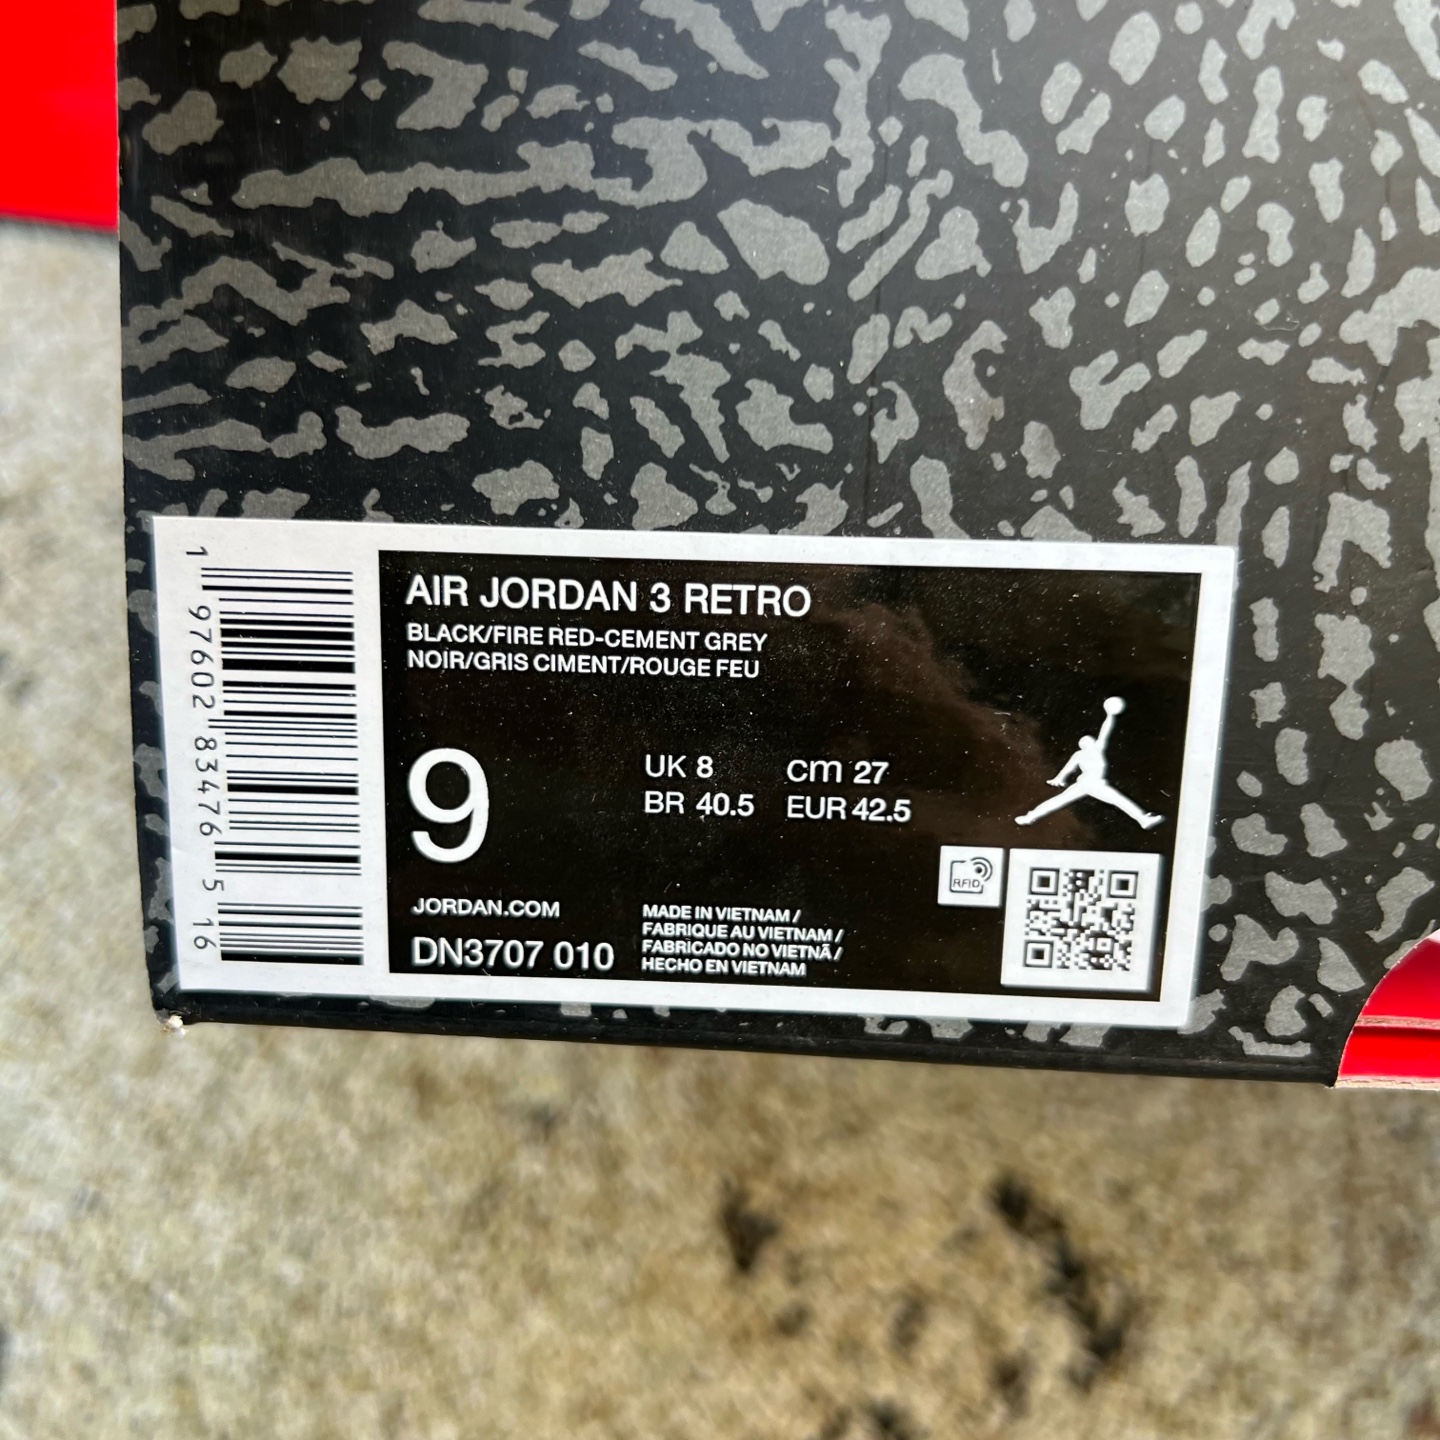 1 97602 83476 5 16
AIR JORDAN 3 RETRO
BLACK/FIRE RED-CEMENT GREY
NOIR/GRIS CIMENT/ROUGE FEU
9
UK 8 cm 27
BR 40.5 EUR 42.5
RFID
JORDAN.COM
DN3707 010
MADE IN VIETNAM /
FABRIQUE AU VIETNAM /
FABRICADO NO VIETNÃ /
HECHO EN VIETNAM